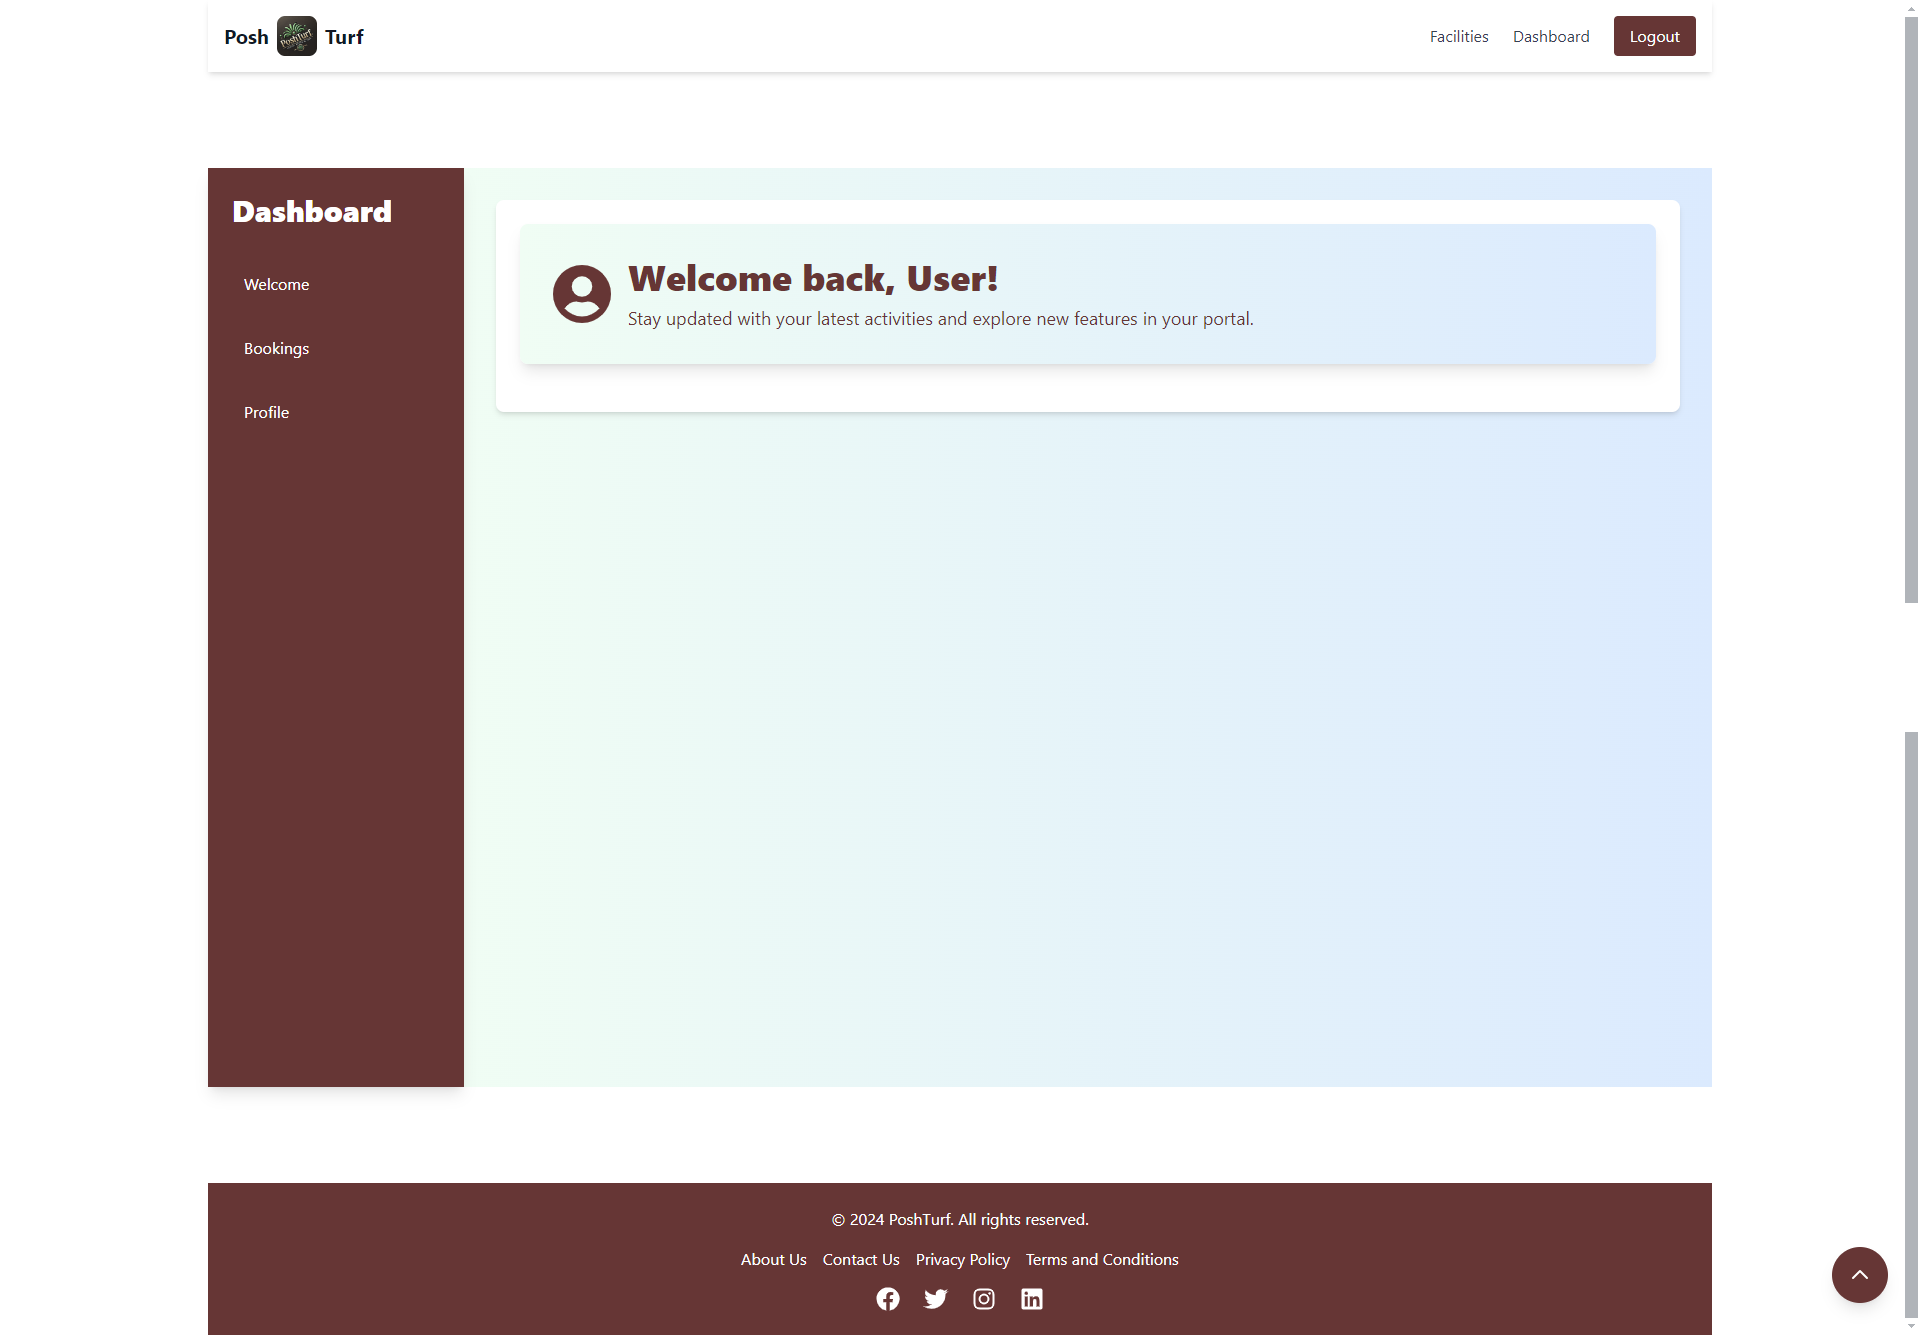 Posh PoshTurf Turf
Facilities Dashboard Logout
Dashboard
Welcome
Bookings
Profile
Welcome back, User!
Stay updated with your latest activities and explore new features in your portal.
© 2024 PoshTurf. All rights reserved.
About Us Contact Us Privacy Policy Terms and Conditions